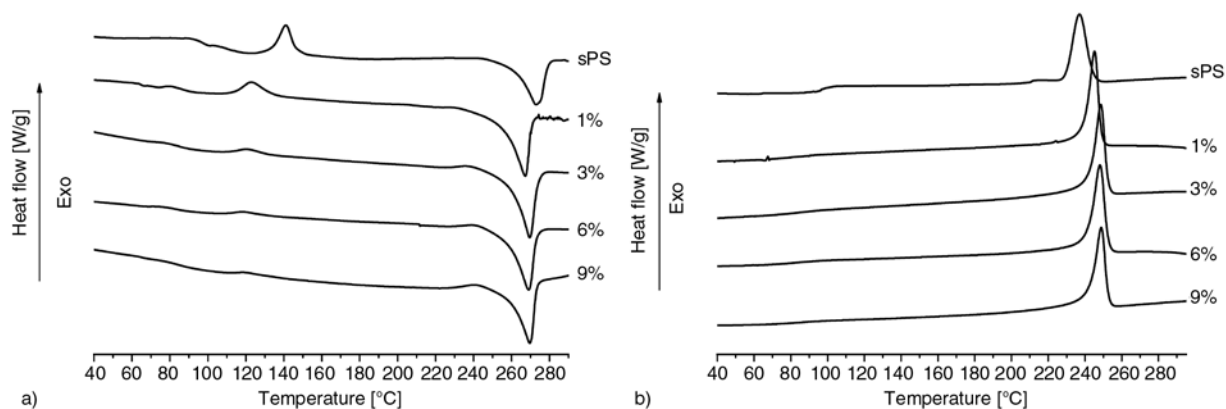 sPS
1%
3%
6%
9%
Heat flow [W/g]
Exo
40 60 80 100 120 140 160 180 200 220 240 260 280
Temperature [°C]
a)
sPS
1%
3%
6%
9%
Heat flow [W/g]
Exo
40 60 80 100 120 140 160 180 200 220 240 260 280
Temperature [°C]
b)